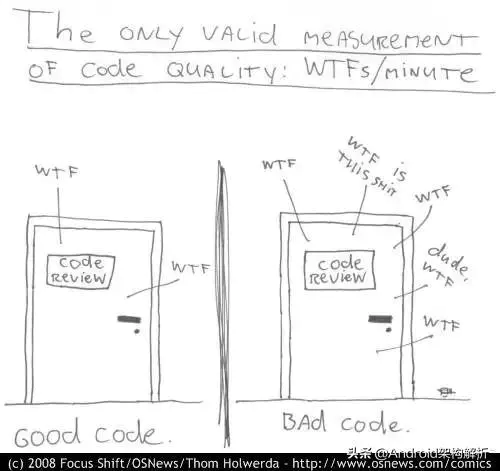 The ONLY VALID MEASUREMENT
OF Code QUALITY: WTFs/MINUTE
WTF
Code
REVIEW
WTF
GOOD Code.
WTF
WTF is
THIS SHIT
WTF
CODE
REVIEW
dude,
WTF
WTF
BAd code.
头条 @Android架构解析
(c) 2008 Focus Shift/OSNews/Thom Holwerda - http://www.osnews.com/comics